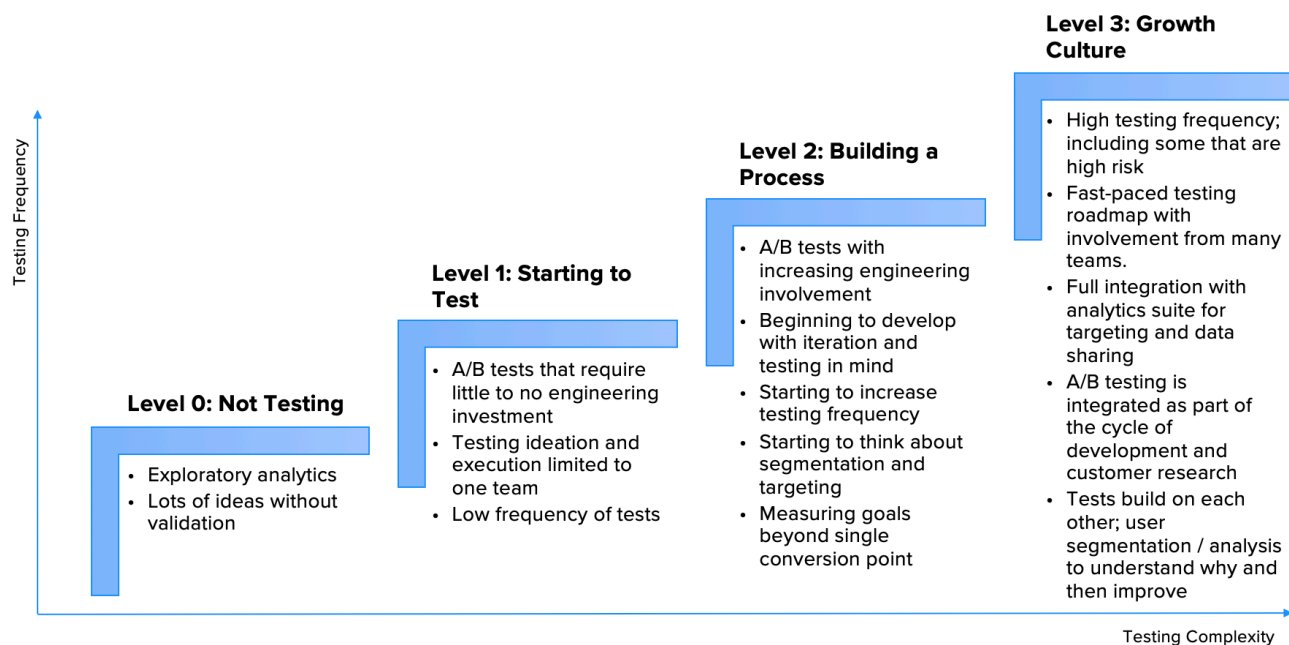 Testing Frequency
Level 0: Not Testing
• Exploratory analytics
• Lots of ideas without
validation
Level 1: Starting to
Test
• A/B tests that require
little to no engineering
investment
• Testing ideation and
execution limited to
one team
• Low frequency of tests
Level 2: Building a
Process
• A/B tests with
increasing engineering
involvement
• Beginning to develop
with iteration and
testing in mind
• Starting to increase
testing frequency
• Starting to think about
segmentation and
targeting
• Measuring goals
beyond single
conversion point
Level 3: Growth
Culture
• High testing frequency;
including some that are
high risk
• Fast-paced testing
roadmap with
involvement from many
teams.
• Full integration with
analytics suite for
targeting and data
sharing
• A/B testing is
integrated as part of
the cycle of
development and
customer research
• Tests build on each
other; user
segmentation / analysis
to understand why and
then improve
Testing Complexity